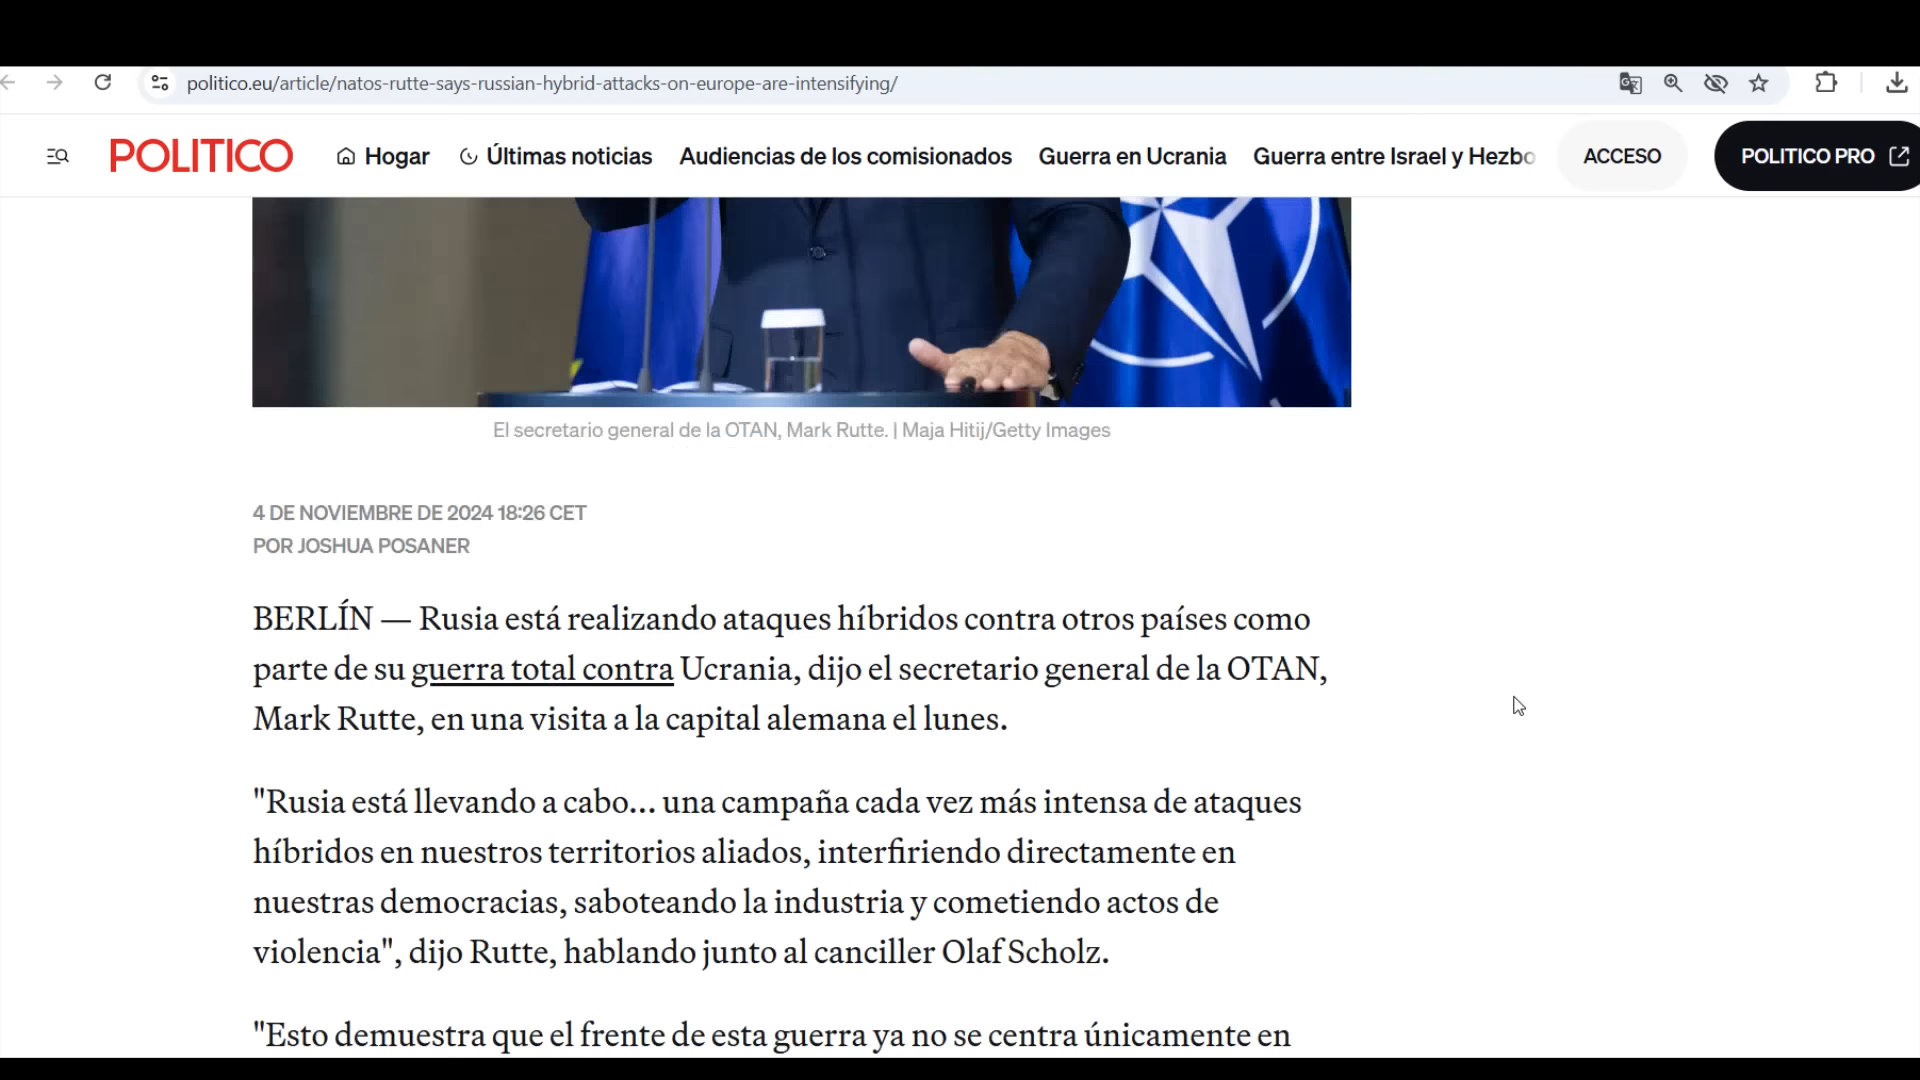 politico.eu/article/natos-rutte-says-russian-hybrid-attacks-on-europe-are-intensifying/
POLITICO Hogar Últimas noticias Audiencias de los comisionados Guerra en Ucrania Guerra entre Israel y Hezbo ACCESO POLITICO PRO
El secretario general de la OTAN, Mark Rutte. | Maja Hitij/Getty Images
4 DE NOVIEMBRE DE 2024 18:26 CET
POR JOSHUA POSANER
BERLÍN — Rusia está realizando ataques híbridos contra otros países como
parte de su guerra total contra Ucrania, dijo el secretario general de la OTAN,
Mark Rutte, en una visita a la capital alemana el lunes.
"Rusia está llevando a cabo... una campaña cada vez más intensa de ataques
híbridos en nuestros territorios aliados, interfiriendo directamente en
nuestras democracias, saboteando la industria y cometiendo actos de
violencia", dijo Rutte, hablando junto al canciller Olaf Scholz.
"Esto demuestra que el frente de esta guerra ya no se centra únicamente en